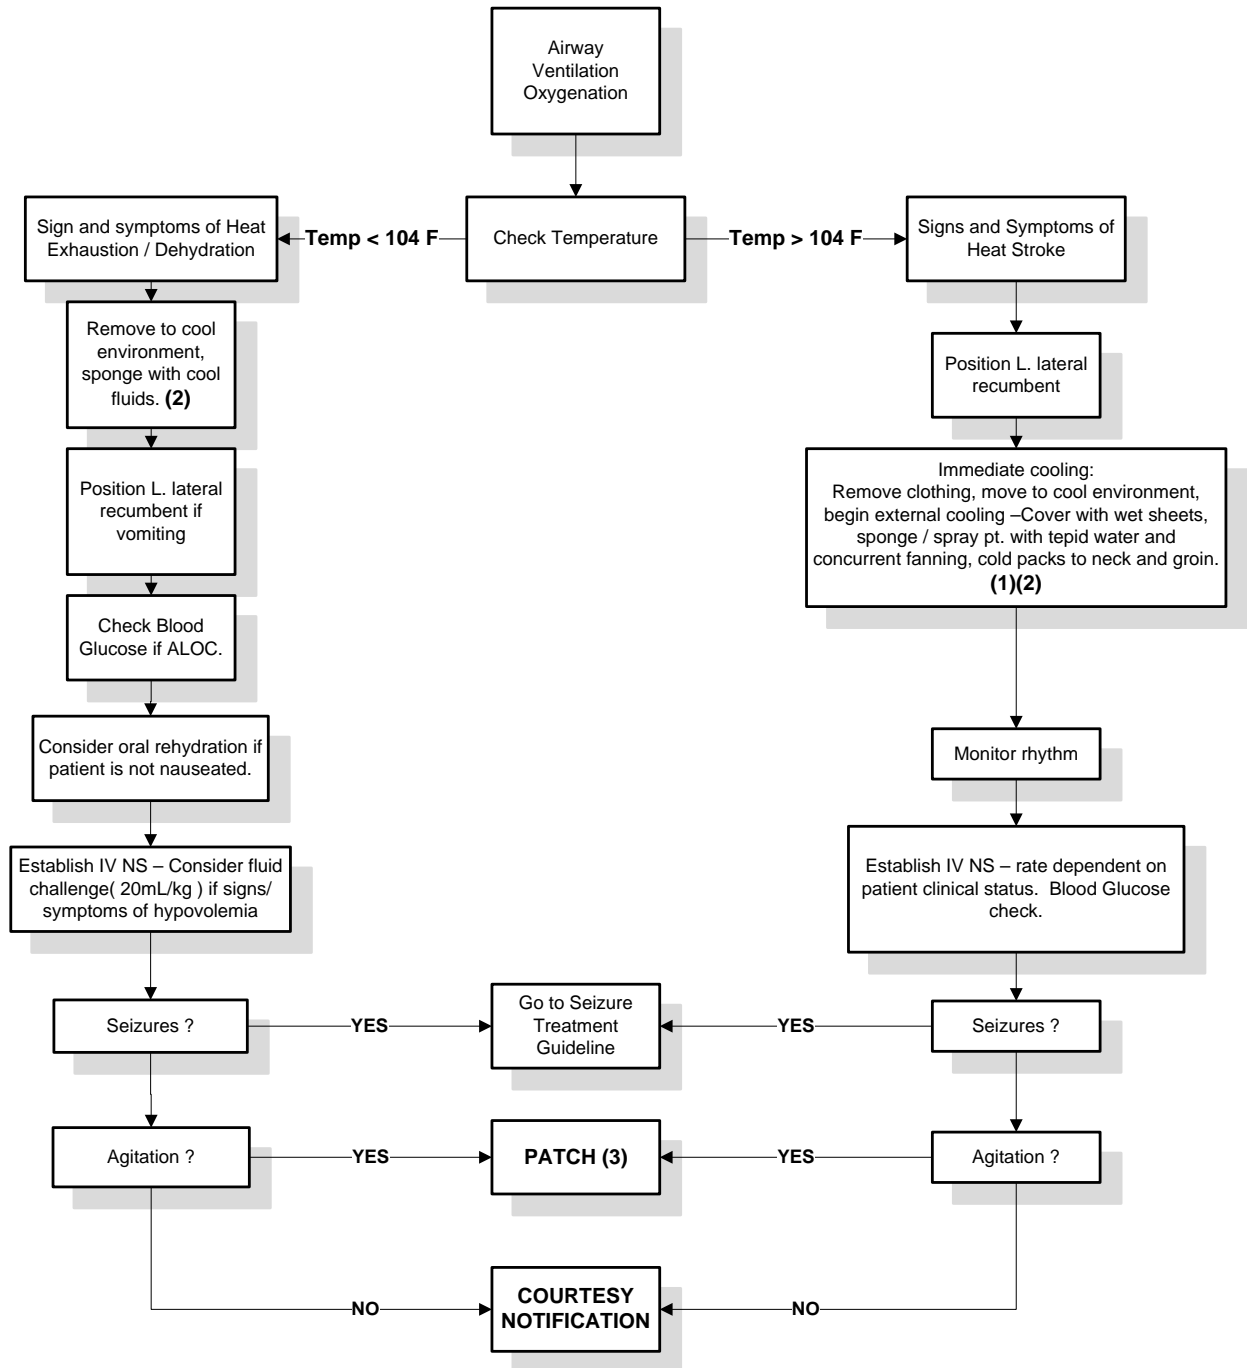 Airway
Ventilation
Oxygenation
Sign and symptoms of Heat
Exhaustion / Dehydration
Temp < 104 F
Check Temperature
Temp > 104 F
Signs and Symptoms of
Heat Stroke
Remove to cool
environment,
sponge with cool
fluids. (2)
Position L. lateral
recumbent if
vomiting
Check Blood
Glucose if ALOC.
Consider oral rehydration if
patient is not nauseated.
Establish IV NS – Consider fluid
challenge( 20mL/kg ) if signs/
symptoms of hypovolemia
Position L. lateral
recumbent
Immediate cooling:
Remove clothing, move to cool environment,
begin external cooling –Cover with wet sheets,
sponge / spray pt. with tepid water and
concurrent fanning, cold packs to neck and groin.
(1)(2)
Monitor rhythm
Establish IV NS – rate dependent on
patient clinical status.  Blood Glucose
check.
Seizures ?
YES
Go to Seizure
Treatment
Guideline
YES
Seizures ?
Agitation ?
YES
PATCH (3)
YES
Agitation ?
NO
COURTESY
NOTIFICATION
NO